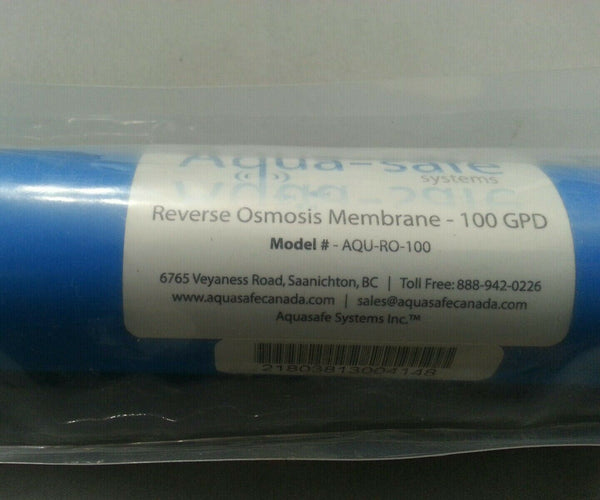 Aqua-safe
systems
Reverse Osmosis Membrane - 100 GPD
Model # - AQU-RO-100
6765 Veyaness Road, Saanichton, BC | Toll Free: 888-942-0226
www.aquasafecanada.com | sales@aquasafecanada.com
Aquasafe Systems Inc.™
21803813004148